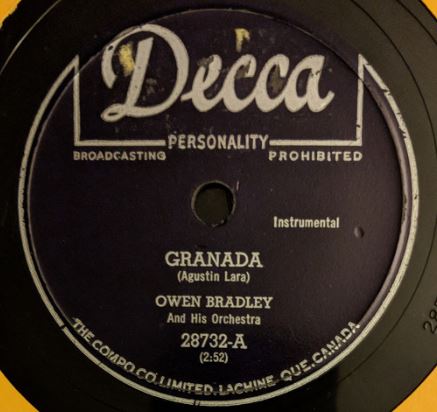 Decca
PERSONALITY
BROADCASTING PROHIBITED
Instrumental
GRANADA
(Agustin Lara)
OWEN BRADLEY
And His Orchestra
28732-A
(2:52)
THE COMPO CO. LIMITED, LACHINE-QUE. CANADA